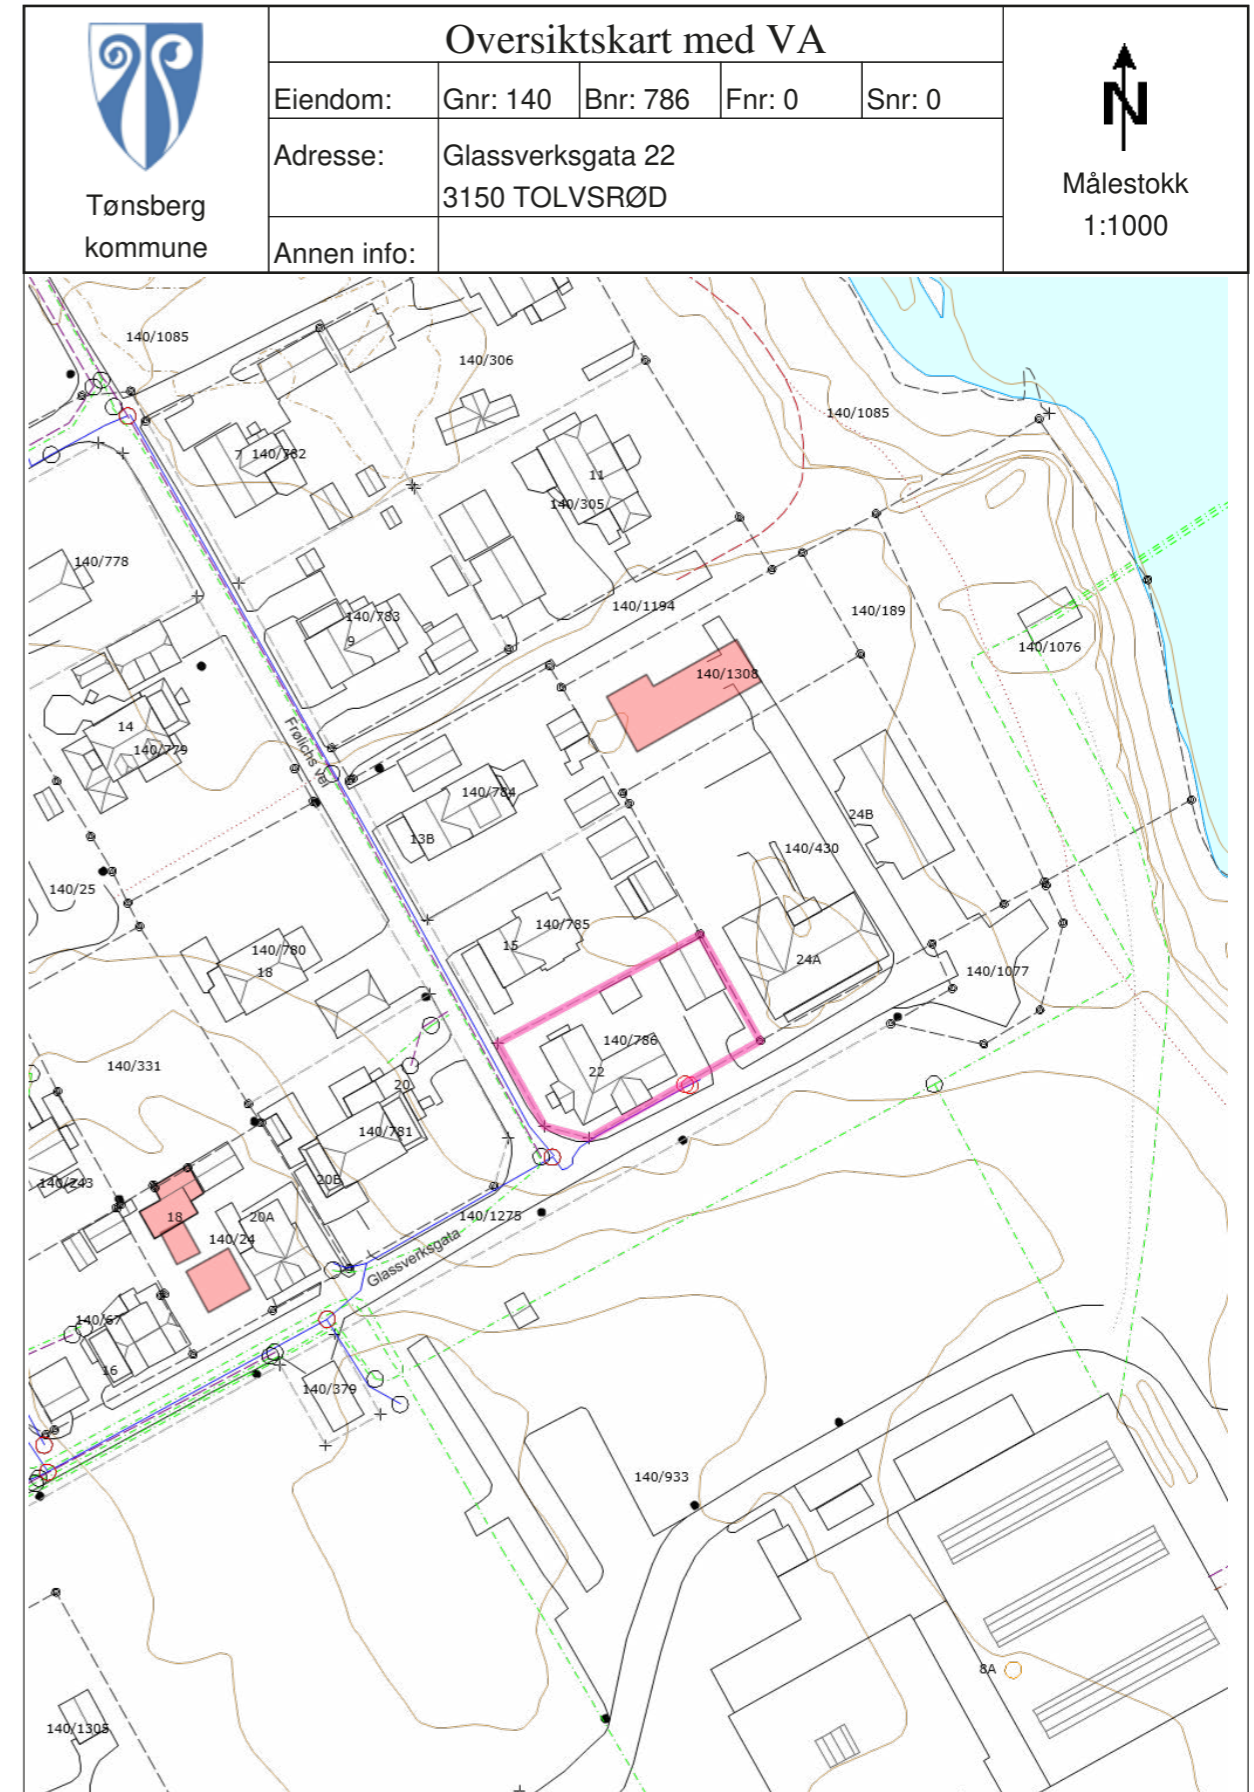 Oversiktskart med VA
Eiendom: Gnr: 140 Bnr: 786 Fnr: 0 Snr: 0
Adresse: Glassverksgata 22
3150 TOLVSRØD
Annen info:
Tønsberg
kommune
N
Målestokk
1:1000
140/1085
140/306
140/1085
7 140/782
11
140/305
140/778
140/1194
140/189
140/783
9
140/1076
140/1308
14
140/779
Frølichs vei
140/784
13B
24B
140/430
140/25
140/785
15
140/780
18
24A
140/1077
140/786
22
140/331
20
140/781
20B
140/243
18
20A
140/24
140/1275
Glassverksgata
140/67
16
140/379
140/933
8A
140/1305